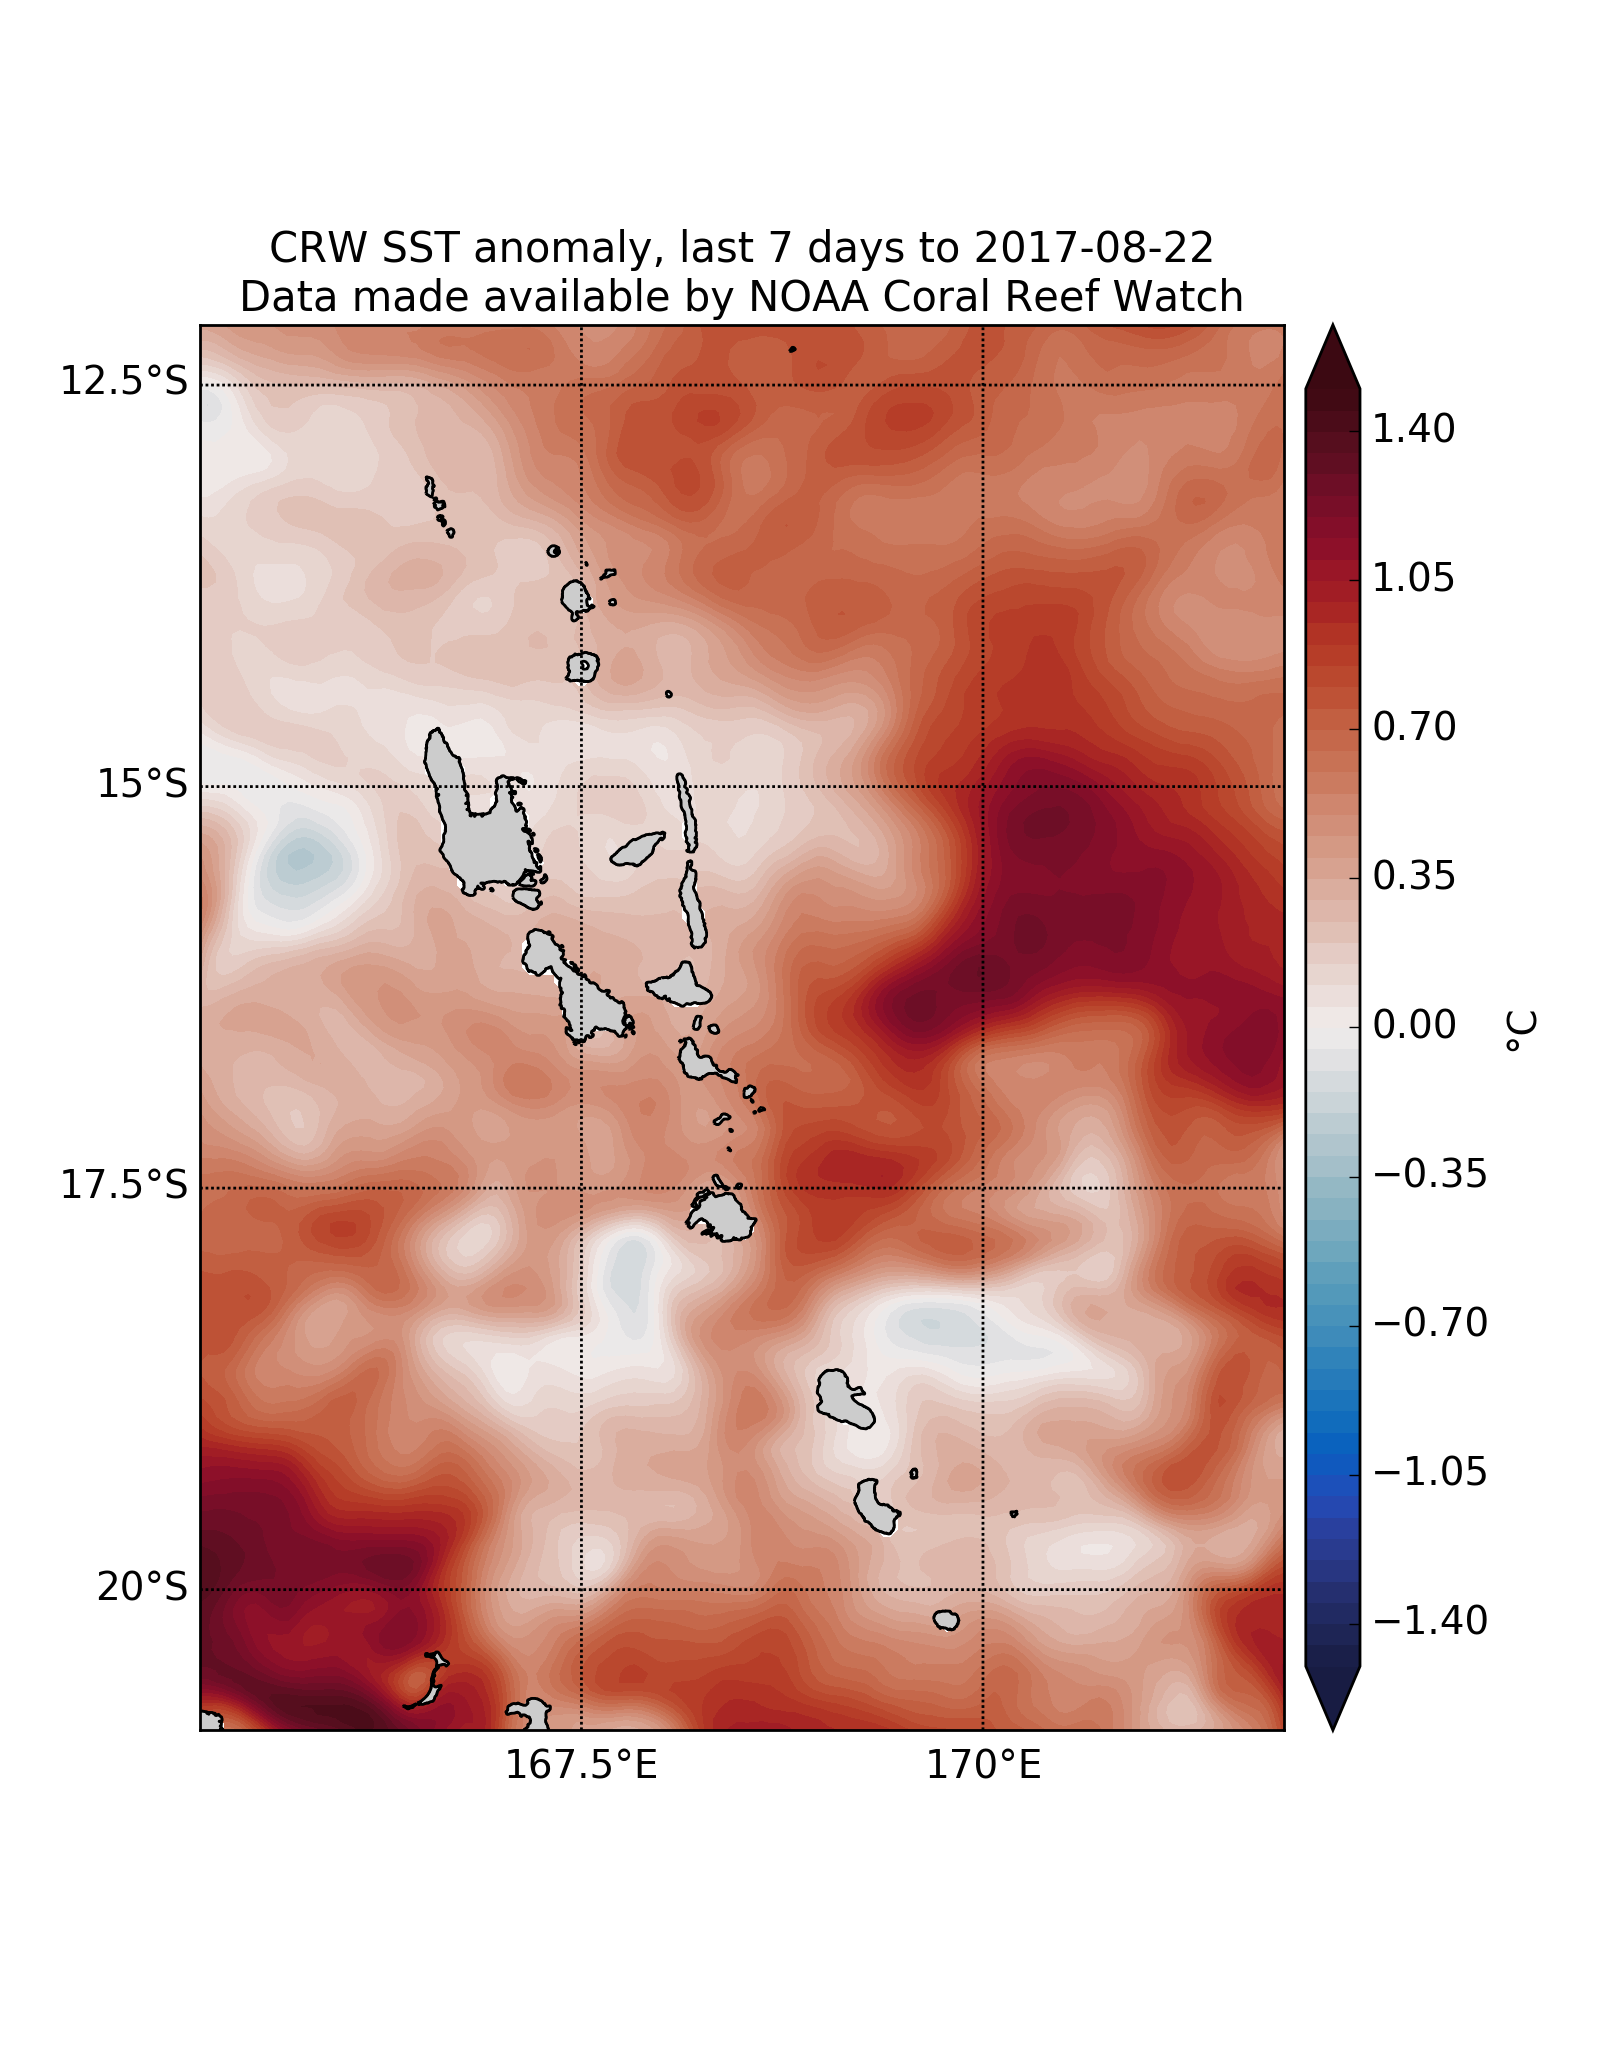 CRW SST anomaly, last 7 days to 2017-08-22
Data made available by NOAA Coral Reef Watch
12.5°S
15°S
17.5°S
20°S
167.5°E
170°E
1.40
1.05
0.70
0.35
0.00
−0.35
−0.70
−1.05
−1.40
°C